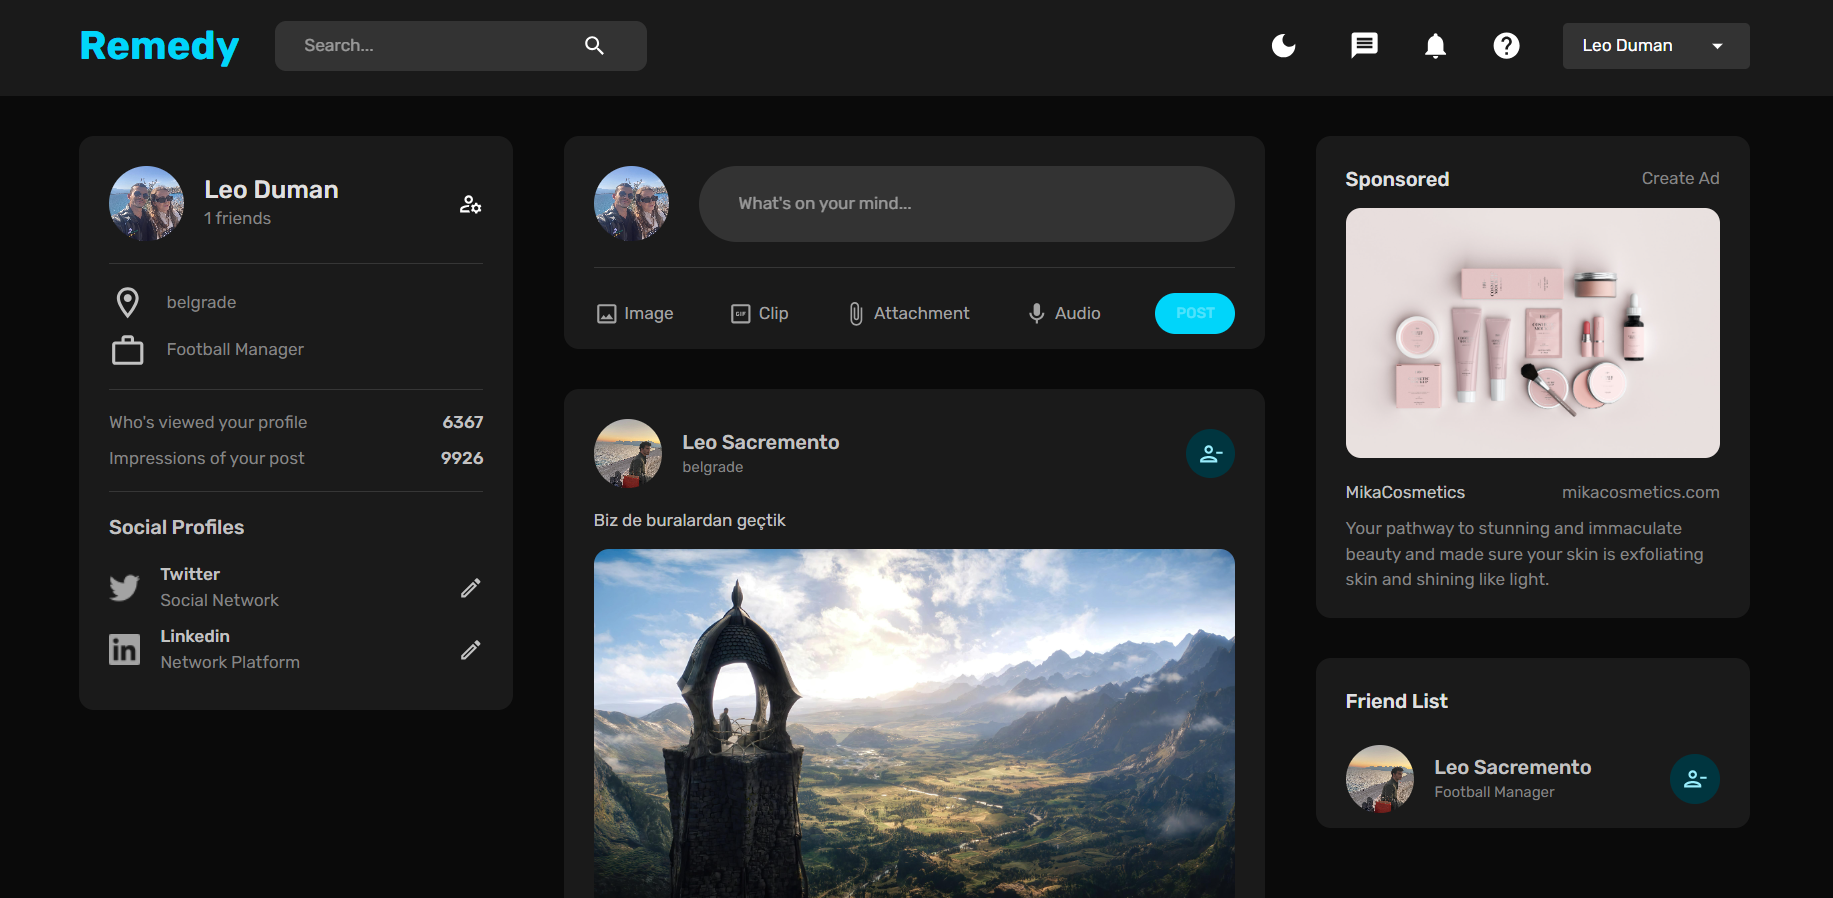 Remedy
Search...
Leo Duman
Leo Duman
1 friends
belgrade
Football Manager
Who's viewed your profile
6367
Impressions of your post
9926
Social Profiles
Twitter
Social Network
Linkedin
Network Platform
What's on your mind...
Image
GIF
Clip
Attachment
Audio
POST
Leo Sacremento
belgrade
Biz de buralardan geçtik
Sponsored
Create Ad
MikaCosmetics
mikacosmetics.com
Your pathway to stunning and immaculate
beauty and made sure your skin is exfoliating
skin and shining like light.
Friend List
Leo Sacremento
Football Manager